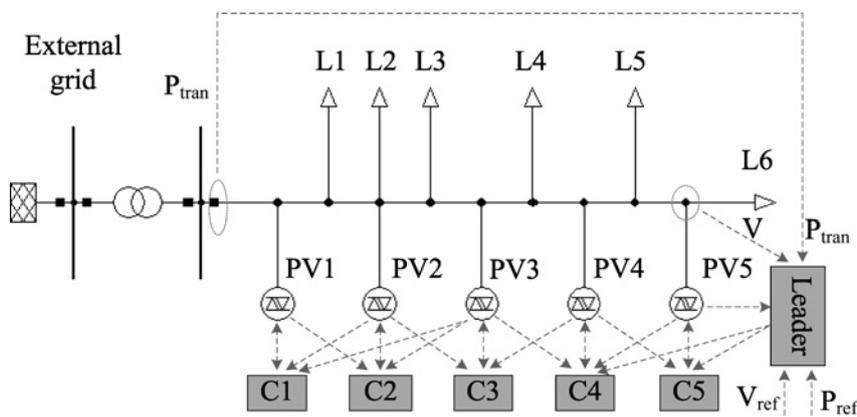 External
grid
P_tran
L1 L2 L3 L4 L5
L6
V
P_tran
PV1 PV2 PV3 PV4 PV5
Leader
C1 C2 C3 C4 C5
V_ref P_ref